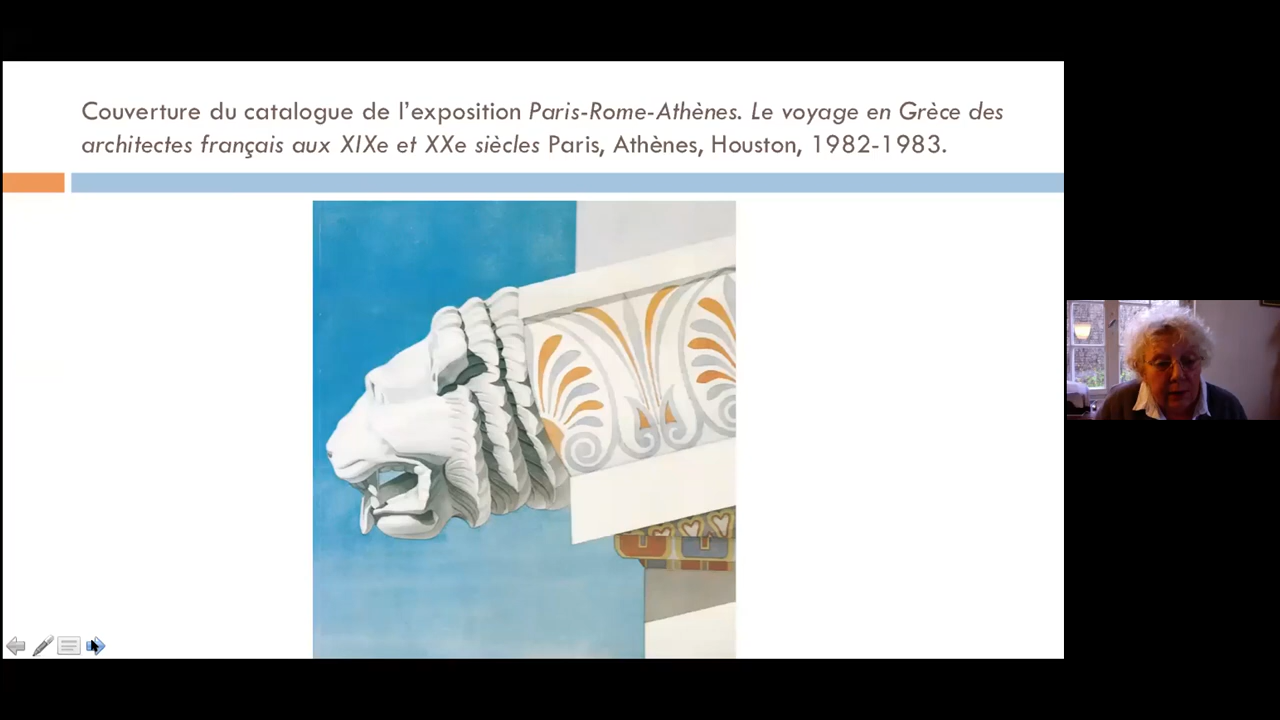 Couverture du catalogue de l’exposition Paris-Rome-Athènes. Le voyage en Grèce des
architectes français aux XIXe et XXe siècles Paris, Athènes, Houston, 1982-1983.